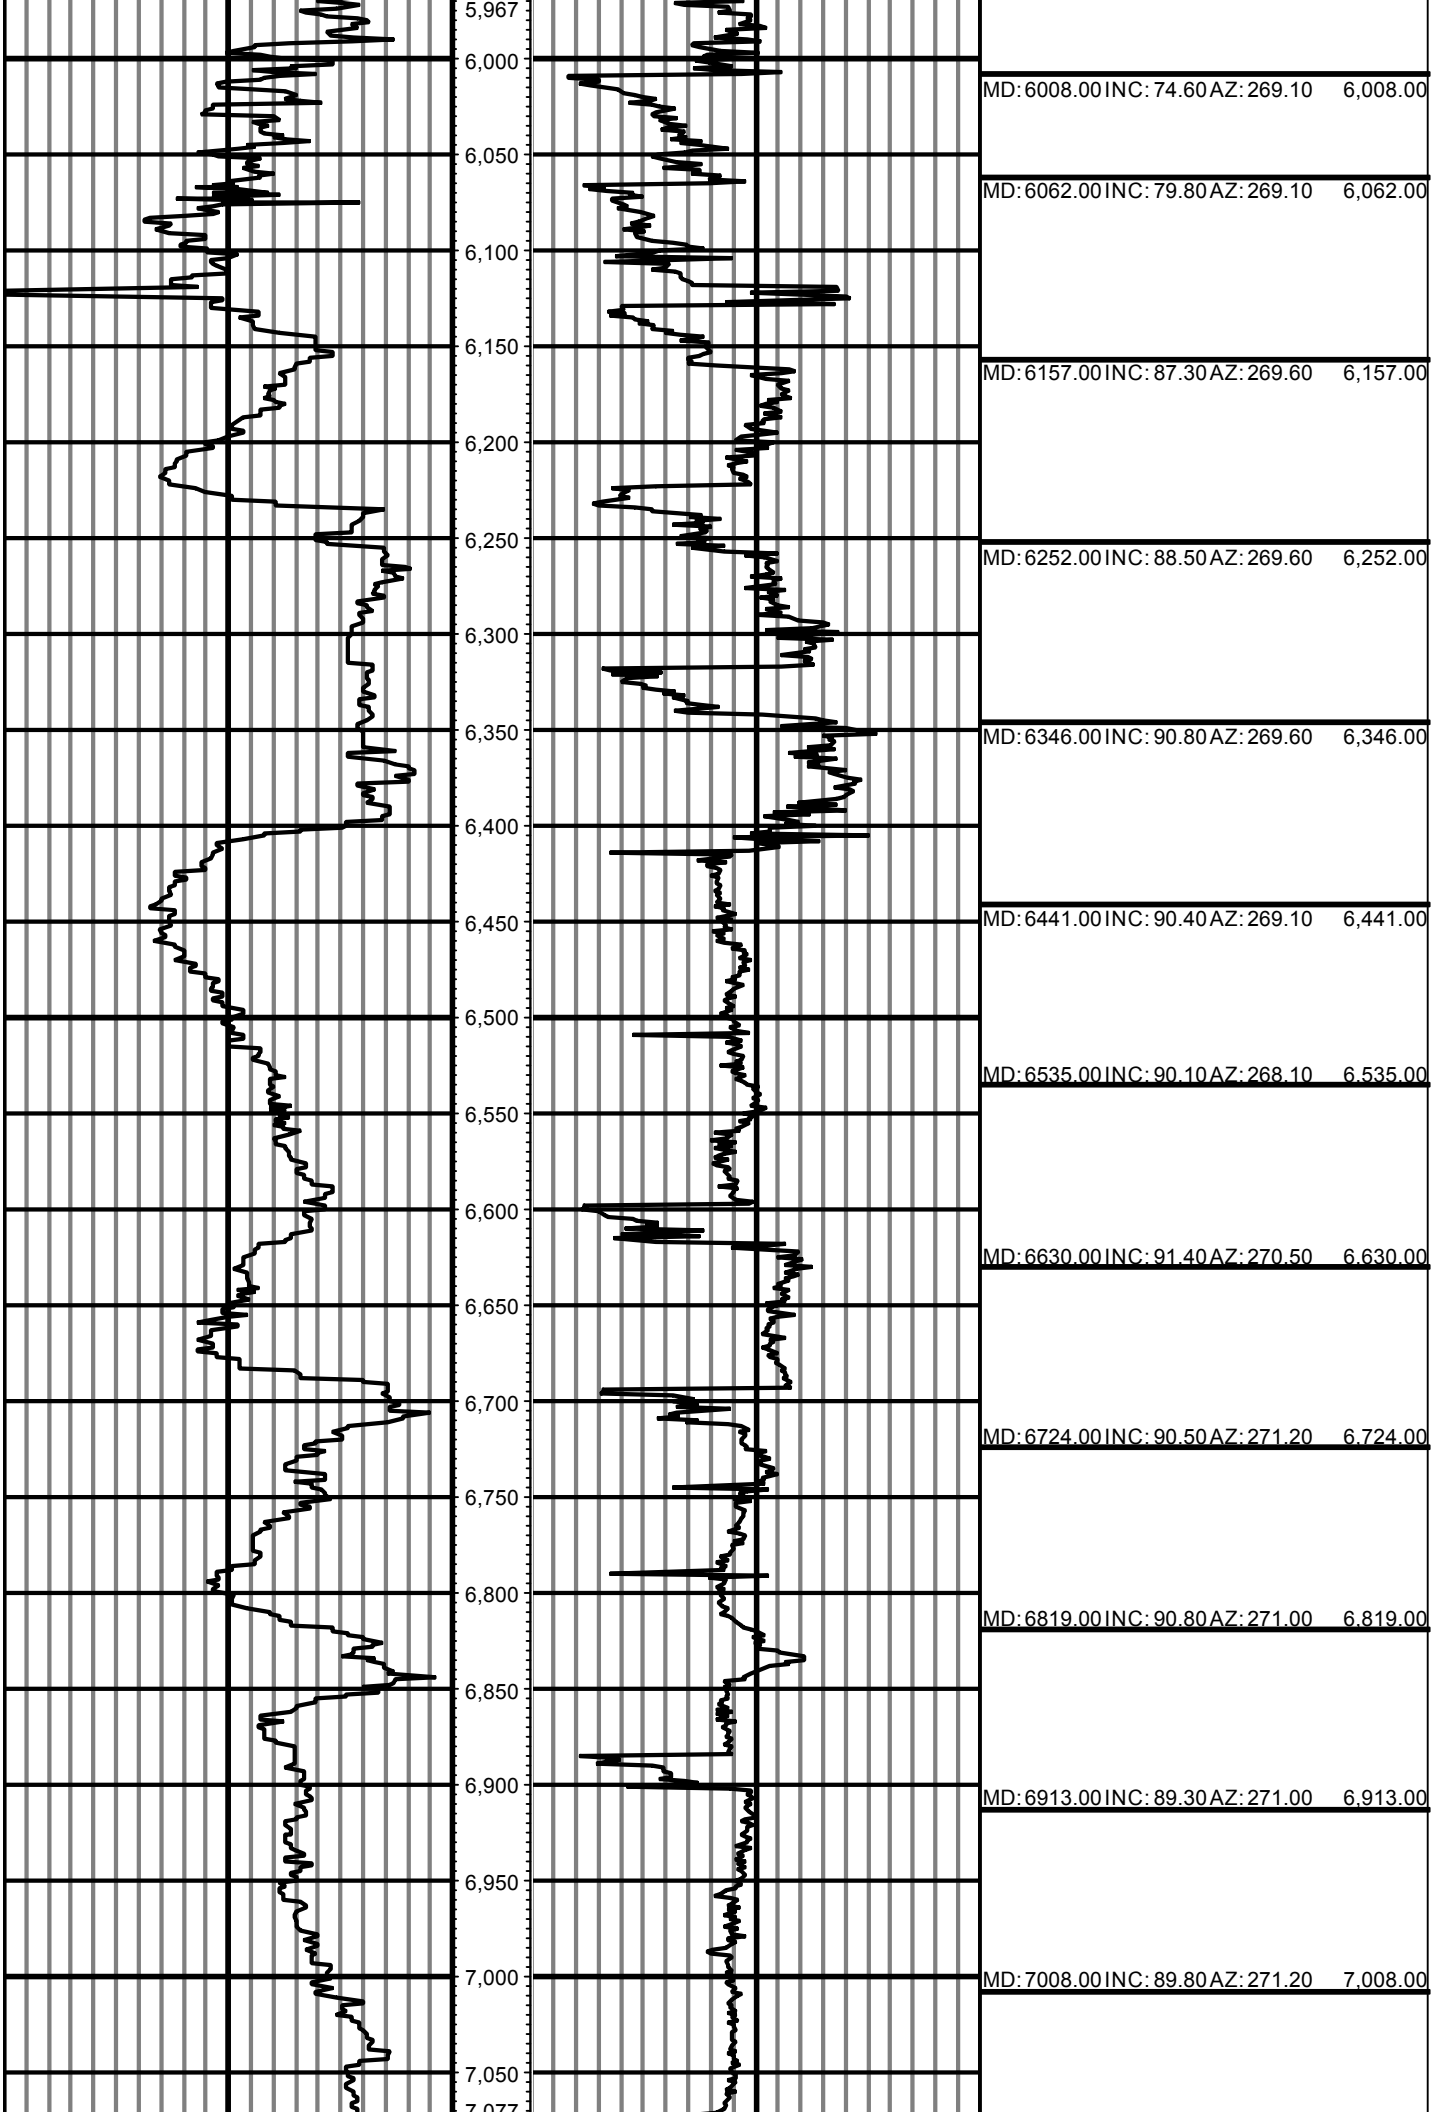 5,967
6,000
MD:6008.00 INC:74.60 AZ:269.10 6,008.00
6,050
MD:6062.00 INC:79.80 AZ:269.10 6,062.00
6,100
6,150
MD:6157.00 INC:87.30 AZ:269.60 6,157.00
6,200
6,250
MD:6252.00 INC:88.50 AZ:269.60 6,252.00
6,300
6,350
MD:6346.00 INC:90.80 AZ:269.60 6,346.00
6,400
6,450
MD:6441.00 INC:90.40 AZ:269.10 6,441.00
6,500
MD:6535.00 INC:90.10 AZ:268.10 6,535.00
6,550
6,600
MD:6630.00 INC:91.40 AZ:270.50 6,630.00
6,650
6,700
MD:6724.00 INC:90.50 AZ:271.20 6,724.00
6,750
6,800
MD:6819.00 INC:90.80 AZ:271.00 6,819.00
6,850
6,900
MD:6913.00 INC:89.30 AZ:271.00 6,913.00
6,950
7,000
MD:7008.00 INC:89.80 AZ:271.20 7,008.00
7,050
7,077